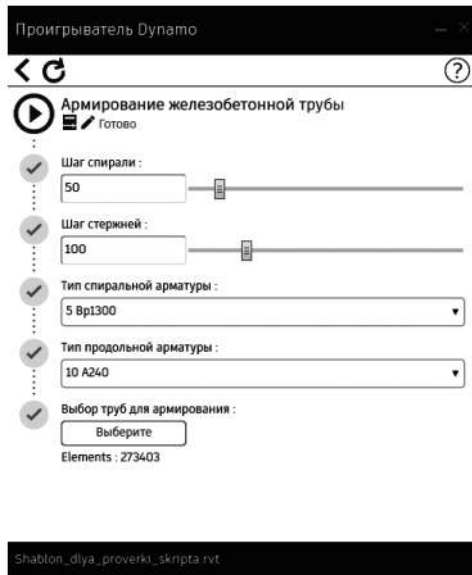 Проигрыватель Dynamo
Армирование железобетонной трубы
Готово
Шаг спирали :
50
Шаг стержней :
100
Тип спиральной арматуры :
5 Вр1300
Тип продольной арматуры :
10 А240
Выбор труб для армирования :
Выберите
Elements : 273403
Shablon_dlya_proverki_skripta.rvt